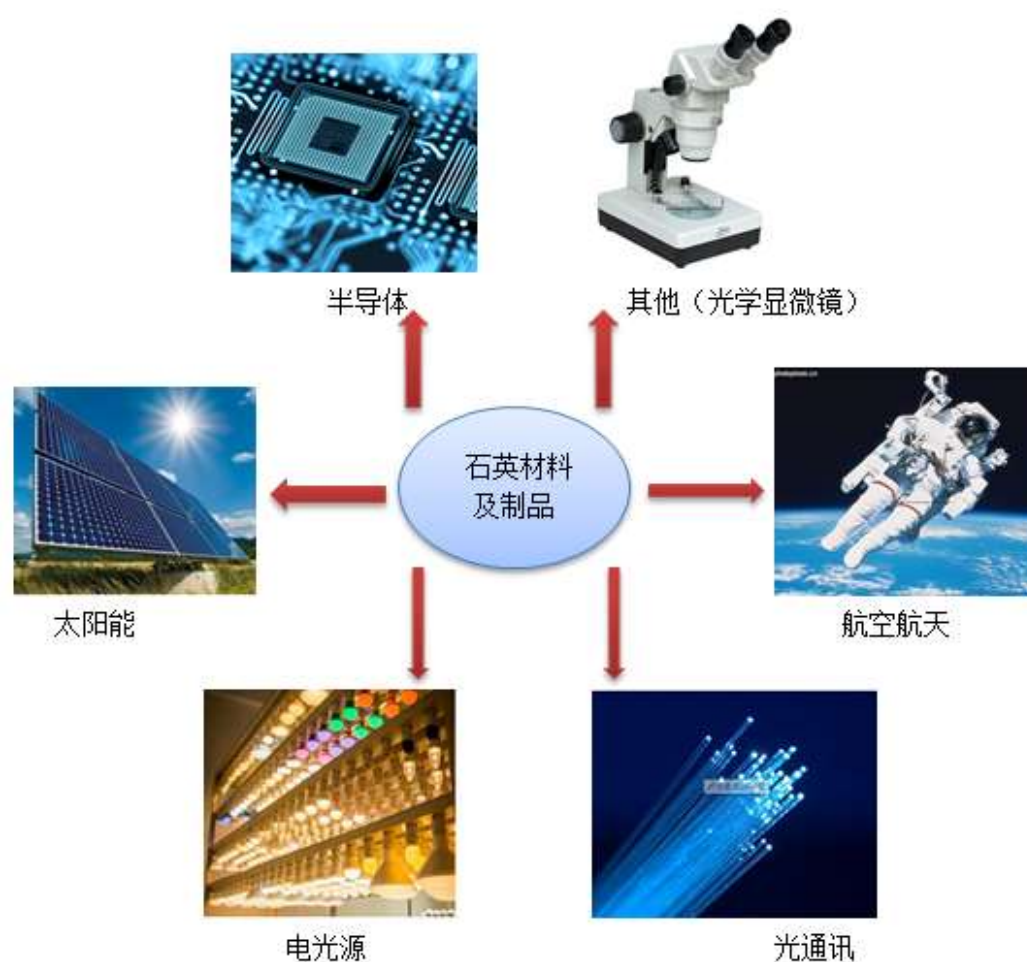 半导体
其他（光学显微镜）
石英材料
及制品
太阳能
航空航天
电光源
光通讯